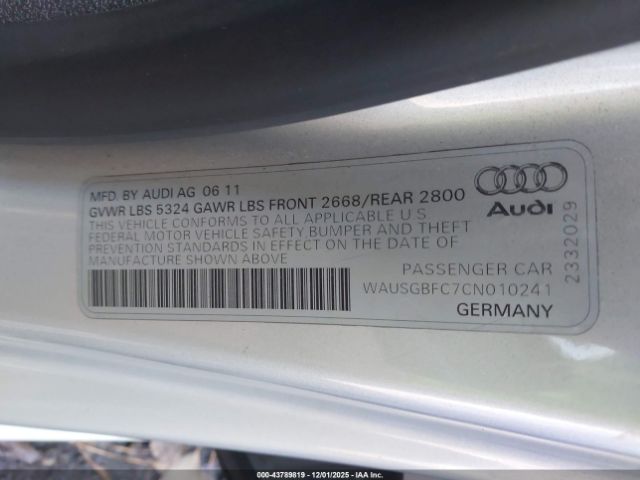 MFD. BY AUDI AG 06 11
GVWR LBS 5324 GAWR LBS FRONT 2668/REAR 2800
THIS VEHICLE CONFORMS TO ALL APPLICABLE U S
FEDERAL MOTOR VEHICLE SAFETY,BUMPER AND THEFT
PREVENTION STANDARDS IN EFFECT ON THE DATE OF
MANUFACTURE SHOWN ABOVE
Audi
2332029
PASSENGER CAR
WAUSGBFC7CN010241
GERMANY
000-43789819 12/01/2025 IAA Inc.